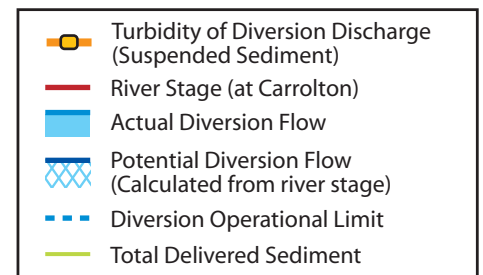 Turbidity of Diversion Discharge
(Suspended Sediment)
River Stage (at Carrolton)
Actual Diversion Flow
Potential Diversion Flow
(Calculated from river stage)
Diversion Operational Limit
Total Delivered Sediment